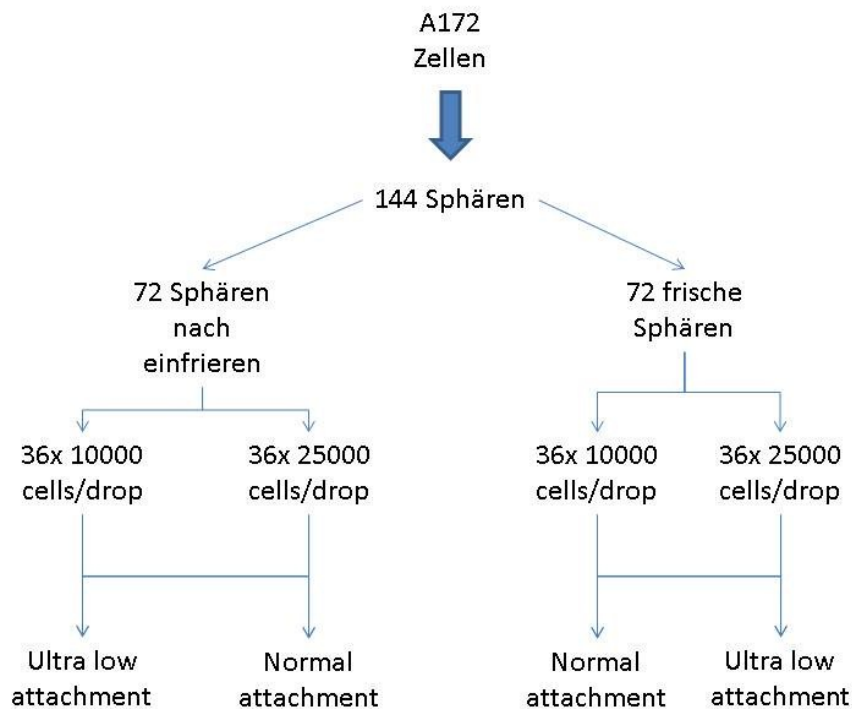 A172
Zellen
144 Sphären
72 Sphären
nach
einfrieren
72 frische
Sphären
36x 10000
cells/drop
36x 25000
cells/drop
36x 10000
cells/drop
36x 25000
cells/drop
Ultra low
attachment
Normal
attachment
Normal
attachment
Ultra low
attachment